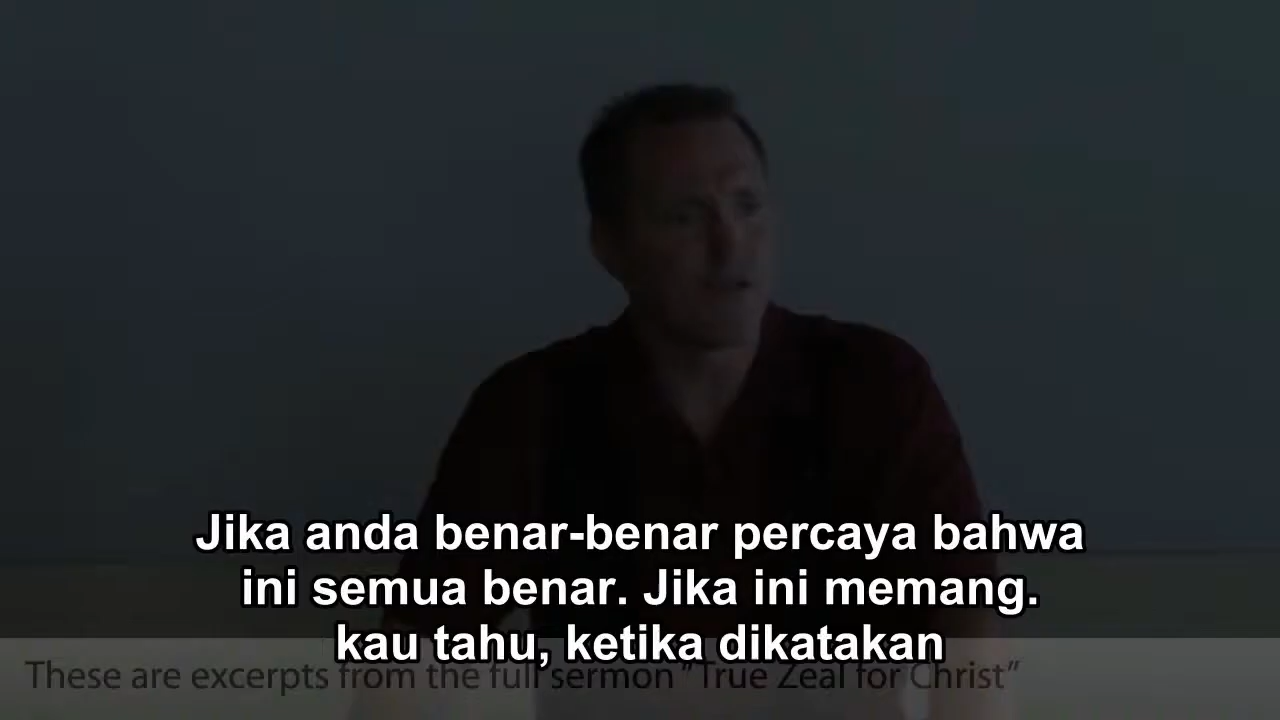 Jika anda benar-benar percaya bahwa
ini semua benar. Jika ini memang.
kau tahu, ketika dikatakan
These are excerpts from the full sermon "True Zeal for Christ"